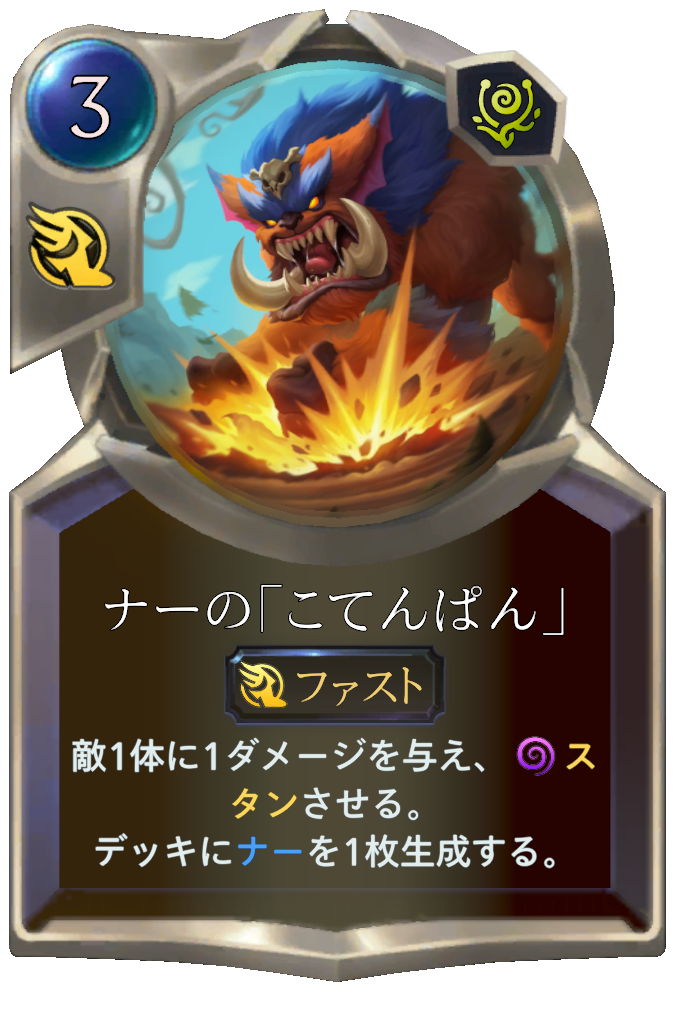 3
ナーの「こてんぱん」
ファスト
敵1体に1ダメージを与え、ス
タンさせる。
デッキにナーを1枚生成する。